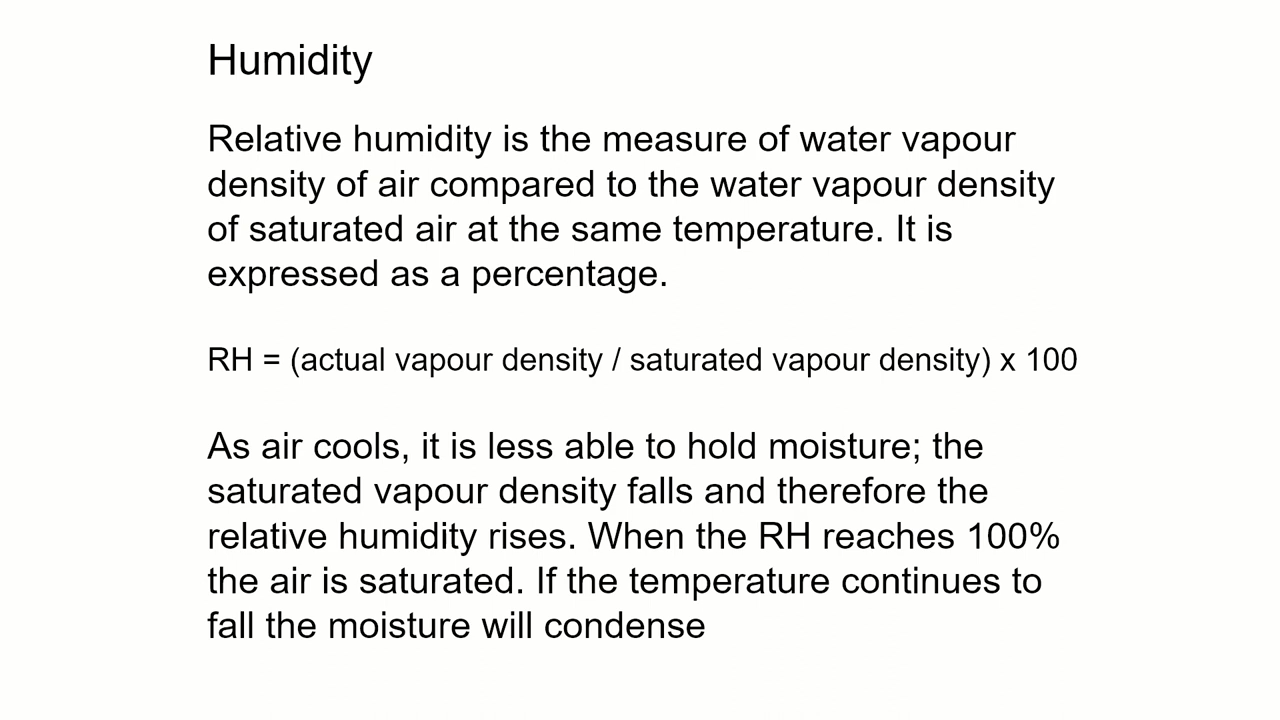 Humidity
Relative humidity is the measure of water vapour
density of air compared to the water vapour density
of saturated air at the same temperature. It is
expressed as a percentage.
RH = (actual vapour density / saturated vapour density) x 100
As air cools, it is less able to hold moisture; the
saturated vapour density falls and therefore the
relative humidity rises. When the RH reaches 100%
the air is saturated. If the temperature continues to
fall the moisture will condense